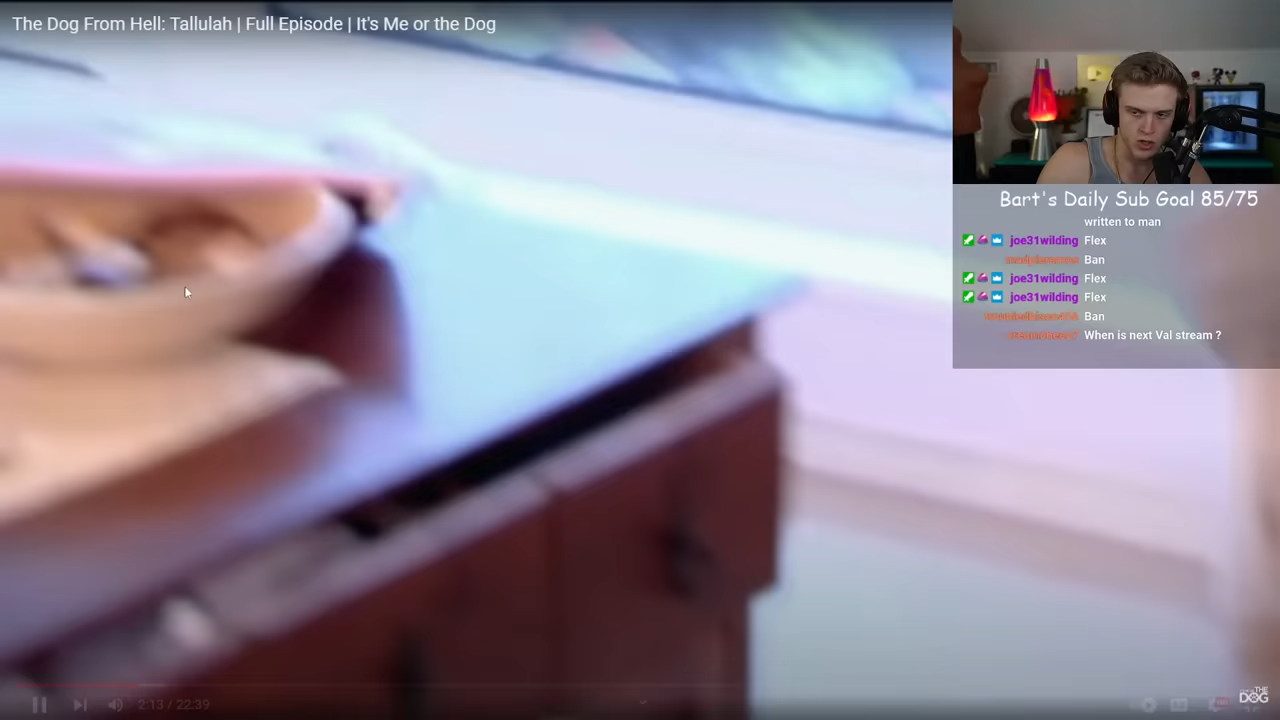 The Dog From Hell: Tallulah | Full Episode | It's Me or the Dog
Bart's Daily Sub Goal 85/75
written to man
joe31wilding Flex
Ban
joe31wilding Flex
joe31wilding Flex
Ban
When is next Val stream ?
2:13 / 22:39
THE
DOG